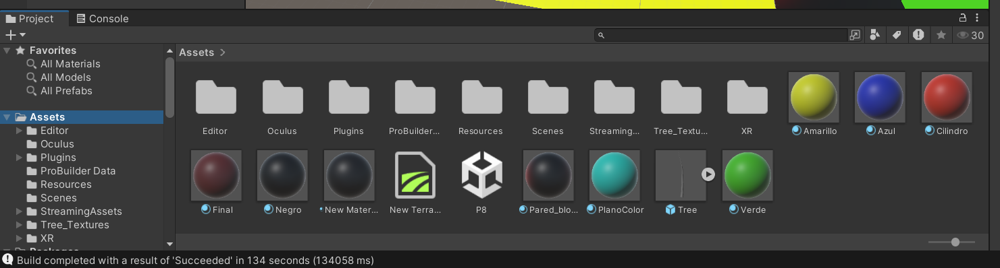 Project
Console
30
Favorites
All Materials
All Models
All Prefabs
Assets
Editor
Oculus
Plugins
ProBuilder Data
Resources
Scenes
StreamingAssets
Tree_Textures
XR
Assets >
Editor
Oculus
Plugins
ProBuilder...
Resources
Scenes
Streaming...
Tree_Textu...
XR
Amarillo
Azul
Cilindro
Final
Negro
New Mater...
New Terra...
P8
Pared_blo...
PlanoColor
Tree
Verde
Build completed with a result of 'Succeeded' in 134 seconds (134058 ms)